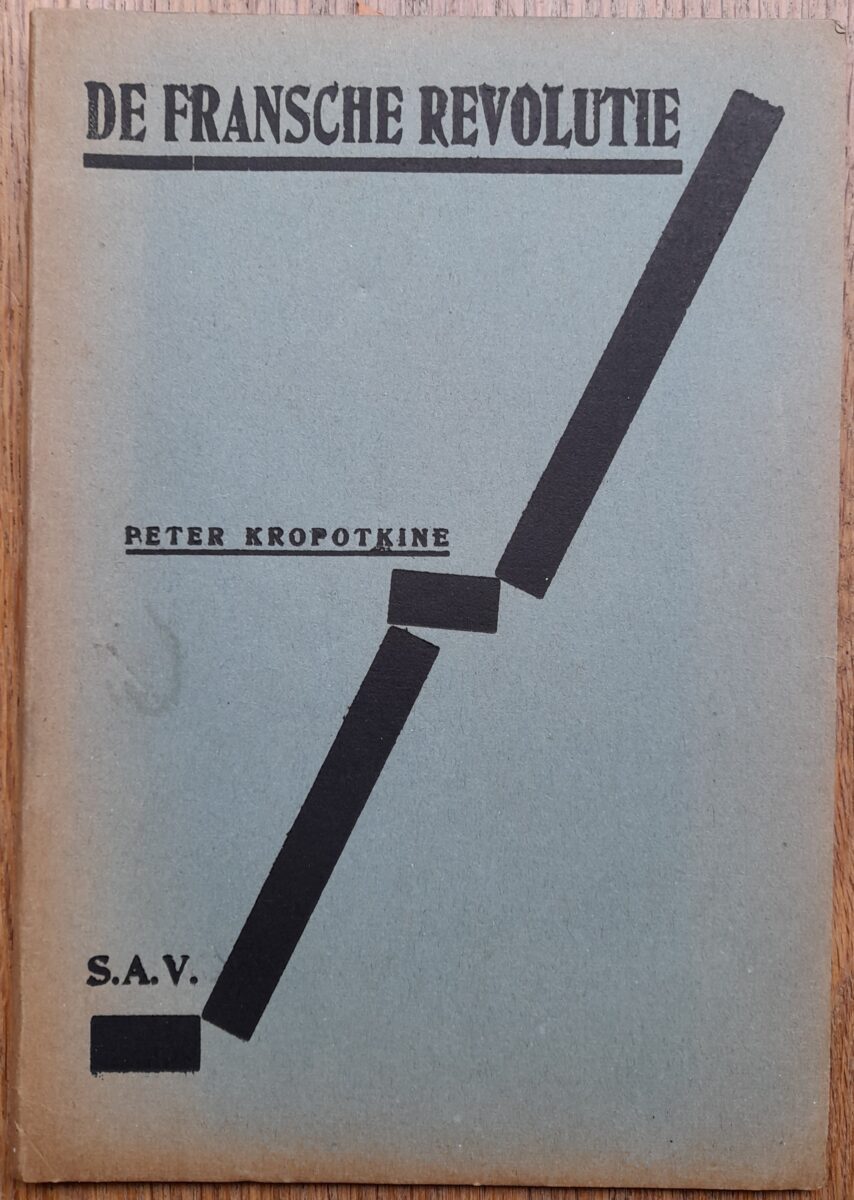 DE FRANSCHE REVOLUTIE
PETER KROPOTKINE
S.A.V.